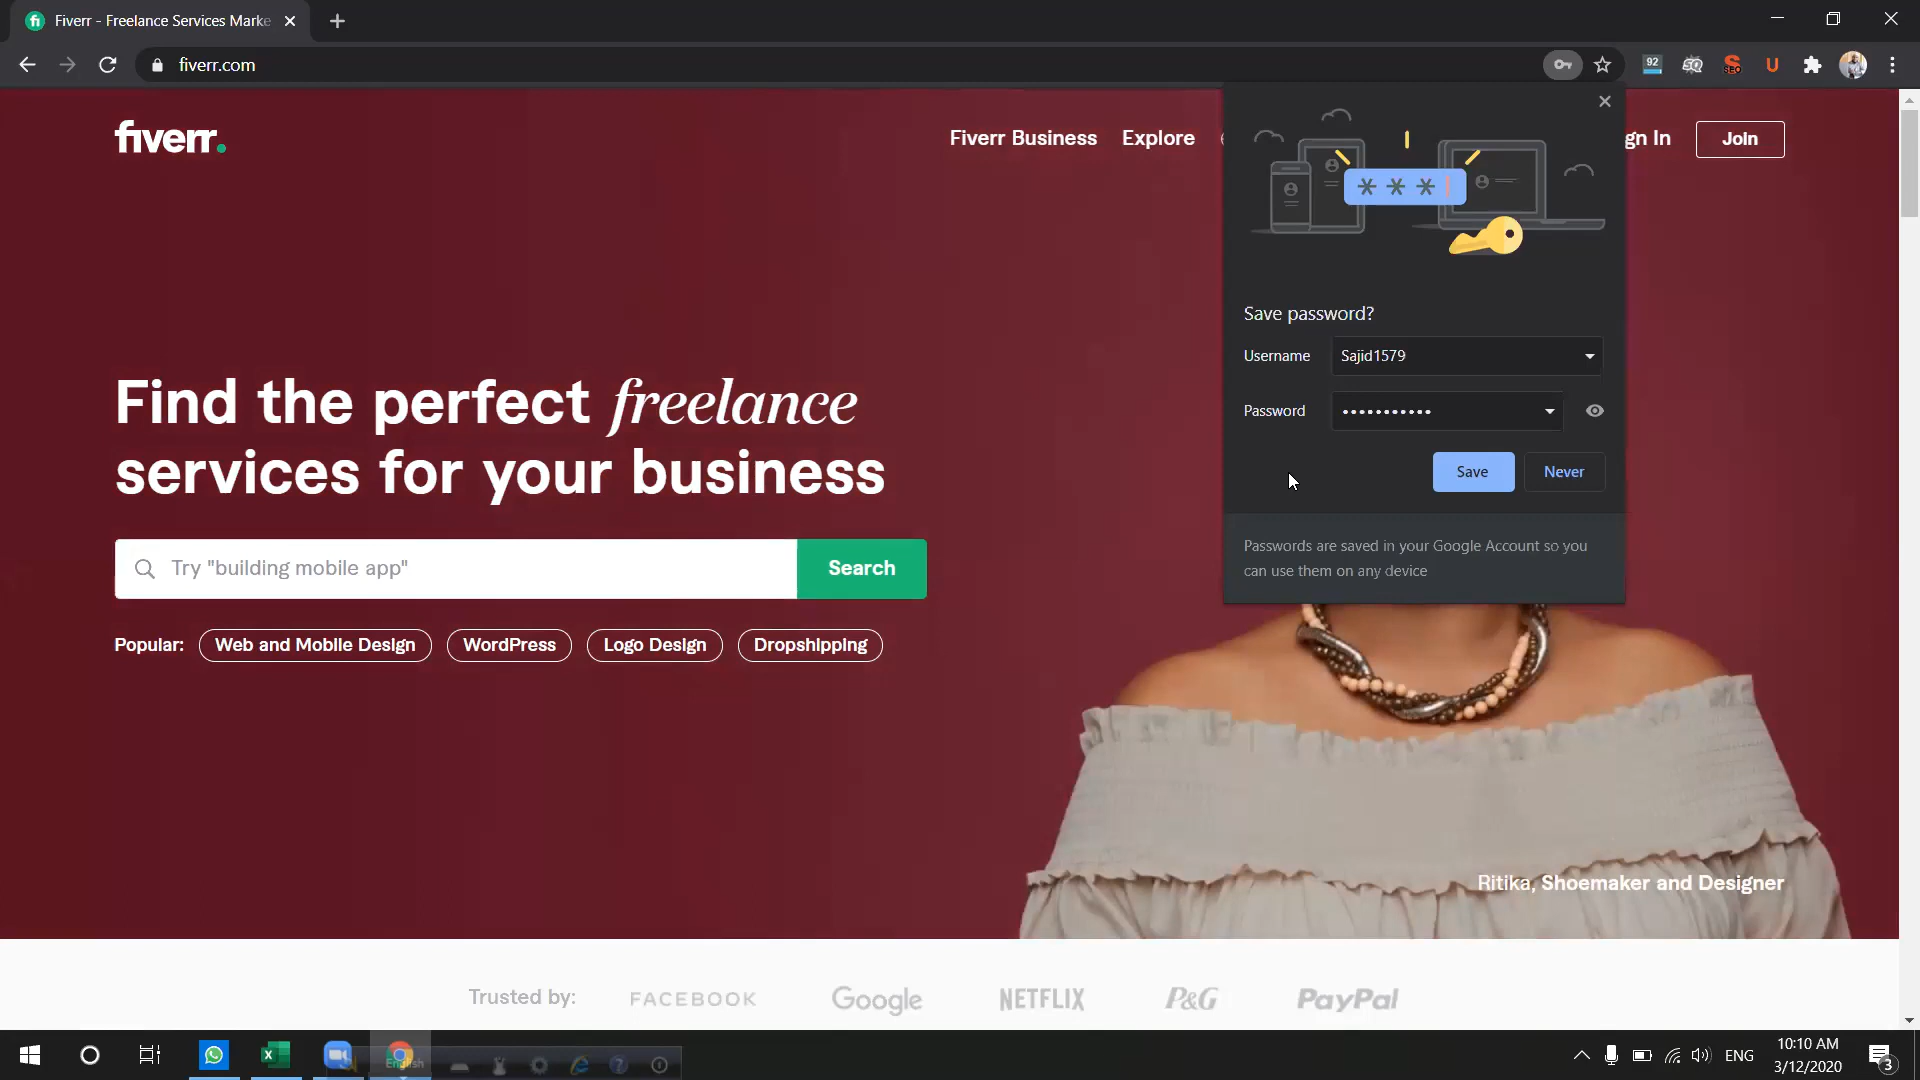 Fiverr - Freelance Services Marke
fiverr.com
92
SEO
U
fiverr.
Fiverr Business
Explore
gn In
Join
* * *
Save password?
Username
Sajid1579
Password
•••••••••••
Save
Never
Passwords are saved in your Google Account so you
can use them on any device
Find the perfect freelance
services for your business
Try "building mobile app"
Search
Popular:
Web and Mobile Design
WordPress
Logo Design
Dropshipping
Ritika, Shoemaker and Designer
Trusted by:
FACEBOOK
Google
NETFLIX
P&G
PayPal
English
ENG
10:10 AM
3/12/2020
3